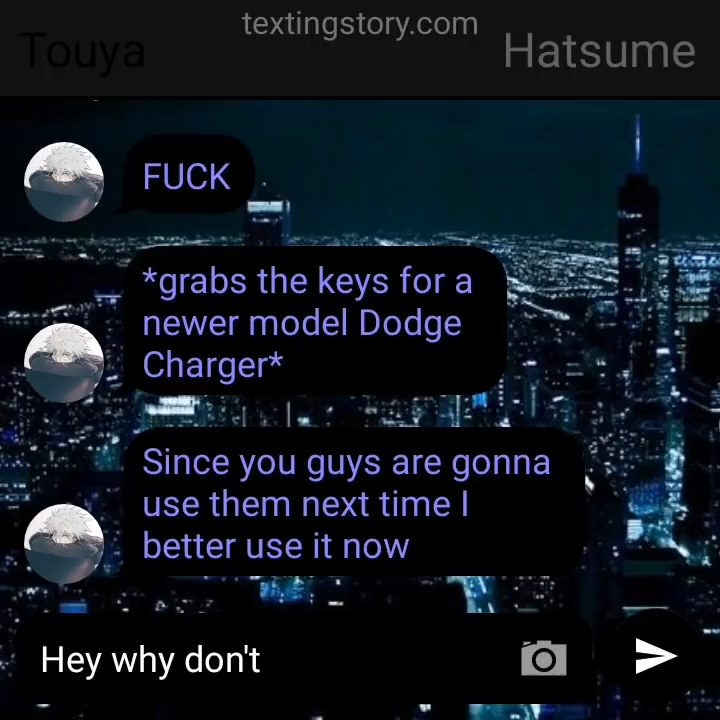 textingstory.com
Touya
Hatsume
FUCK
*grabs the keys for a
newer model Dodge
Charger*
Since you guys are gonna
use them next time I
better use it now
Hey why don't